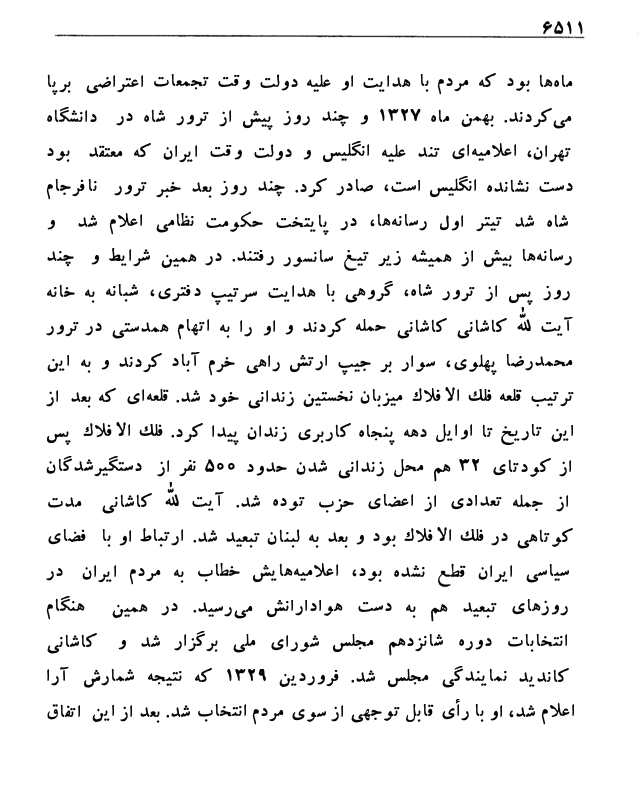 ۶۵۱۱
ماه‌ها بود که مردم با هدایت او علیه دولت وقت تجمعات اعتراضی برپا
می‌کردند. بهمن ماه ۱۳۲۷ و چند روز پیش از ترور شاه در دانشگاه
تهران، اعلامیه‌ای تند علیه انگلیس و دولت وقت ایران که معتقد بود
دست نشانده انگلیس است، صادر کرد. چند روز بعد خبر ترور نافرجام
شاه شد تیتر اول رسانه‌ها، در پایتخت حکومت نظامی اعلام شد و
رسانه‌ها بیش از همیشه زیر تیغ سانسور رفتند. در همین شرایط و چند
روز پس از ترور شاه، گروهی با هدایت سرتیپ دفتری، شبانه به خانه
آیت الله کاشانی کاشانی حمله کردند و او را به اتهام همدستی در ترور
محمدرضا پهلوی، سوار بر جیپ ارتش راهی خرم آباد کردند و به این
ترتیب قلعه فلك الافلاك میزبان نخستین زندانی خود شد. قلعه‌ای که بعد از
این تاریخ تا اوایل دهه پنجاه کاربری زندان پیدا کرد. فلك الافلاك پس
از کودتای ۳۲ هم محل زندانی شدن حدود ۵۰۰ نفر از دستگیرشدگان
از جمله تعدادی از اعضای حزب توده شد. آیت الله کاشانی مدت
کوتاهی در فلك الافلاك بود و بعد به لبنان تبعید شد. ارتباط او با فضای
سیاسی ایران قطع نشده بود، اعلامیه‌هایش خطاب به مردم ایران در
روزهای تبعید هم به دست هوادارانش می‌رسید. در همین هنگام
انتخابات دوره شانزدهم مجلس شورای ملی برگزار شد و کاشانی
کاندید نمایندگی مجلس شد. فروردین ۱۳۲۹ که نتیجه شمارش آرا
اعلام شد، او با رأی قابل توجهی از سوی مردم انتخاب شد. بعد از این اتفاق